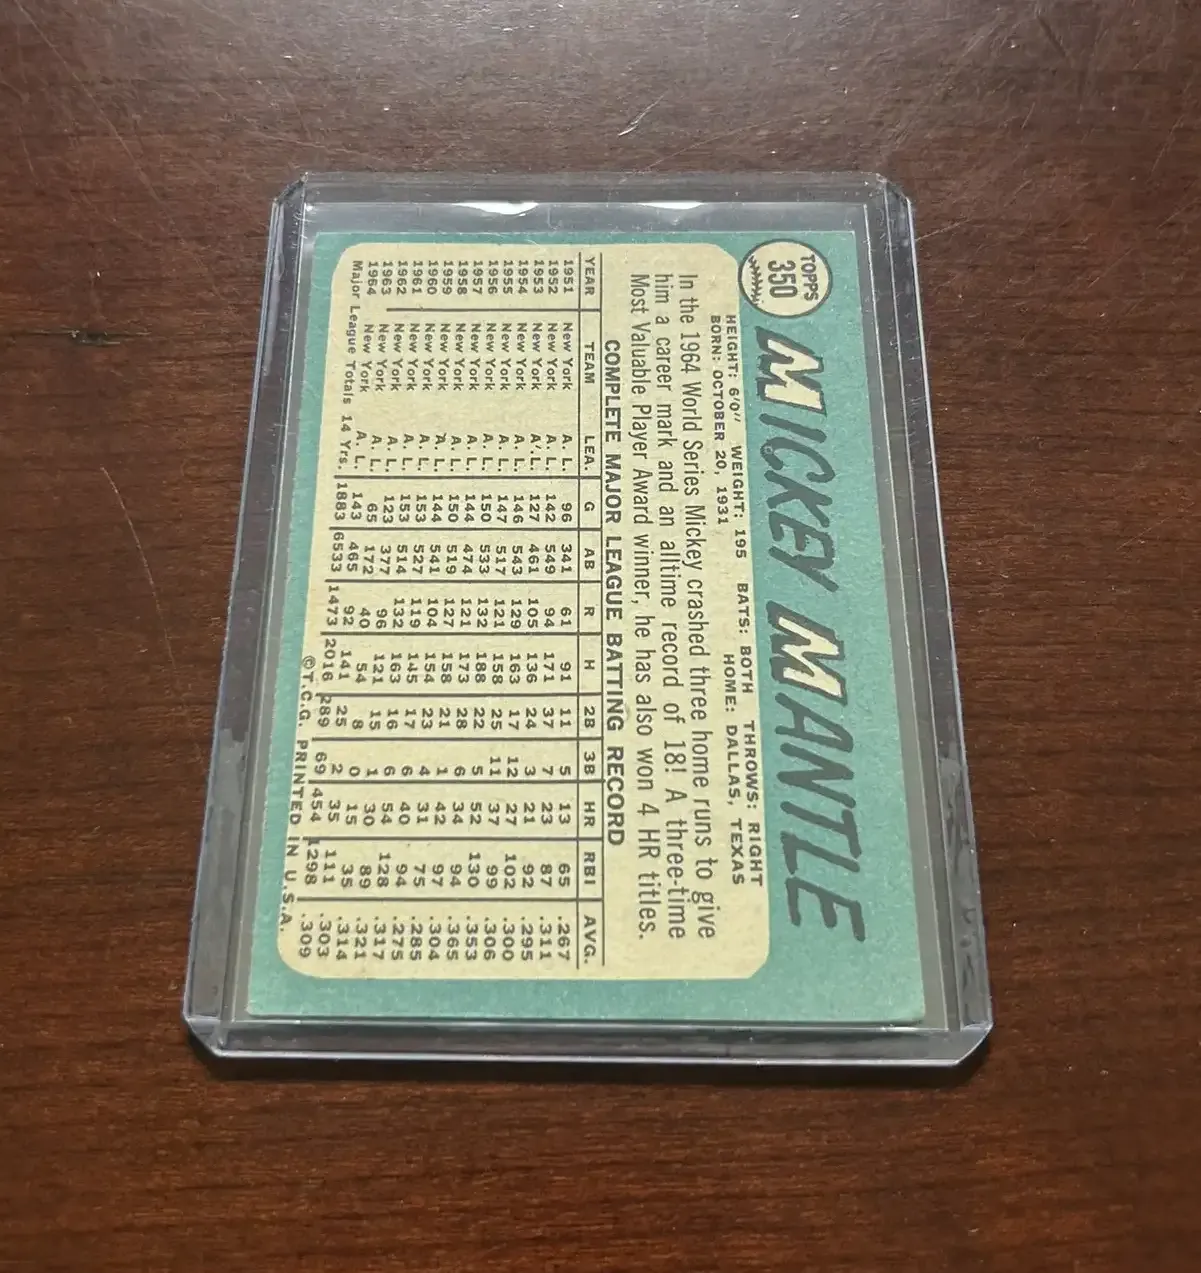 TOPPS
350
MICKEY MANTLE
HEIGHT: 6'0" WEIGHT: 195 BATS: BOTH THROWS: RIGHT
BORN: OCTOBER 20, 1931 HOME: DALLAS, TEXAS
In the 1964 World Series Mickey crashed three home runs to give
him a career mark and an alltime record of 18! A three-time
Most Valuable Player Award winner, he has also won 4 HR titles.
COMPLETE MAJOR LEAGUE BATTING RECORD
YEAR TEAM LEA. G AB R H 2B 3B HR RBI AVG.
1951 New York A. L. 96 341 61 91 11 5 13 65 .267
1952 New York A. L. 142 549 94 171 37 7 23 87 .311
1953 New York A. L. 127 461 105 136 24 3 21 92 .295
1954 New York A. L. 146 543 129 163 17 12 27 102 .300
1955 New York A. L. 147 517 121 158 25 11 37 99 .306
1956 New York A. L. 150 533 132 188 22 5 52 130 .353
1957 New York A. L. 144 474 121 173 28 6 34 94 .365
1958 New York A. L. 150 519 127 158 21 1 42 97 .304
1959 New York A. L. 144 541 104 154 23 4 31 75 .285
1960 New York A. L. 153 527 119 145 17 6 40 94 .275
1961 New York A. L. 153 514 132 163 16 6 54 128 .317
1962 New York A. L. 123 377 96 121 15 1 30 89 .321
1963 New York A. L. 65 172 40 54 8 0 15 35 .314
1964 New York A. L. 143 465 92 141 25 2 35 111 .303
Major League Totals 14 Yrs. 1883 6533 1473 2016 289 69 454 1298 .309
©T.C.G. PRINTED IN U.S.A.